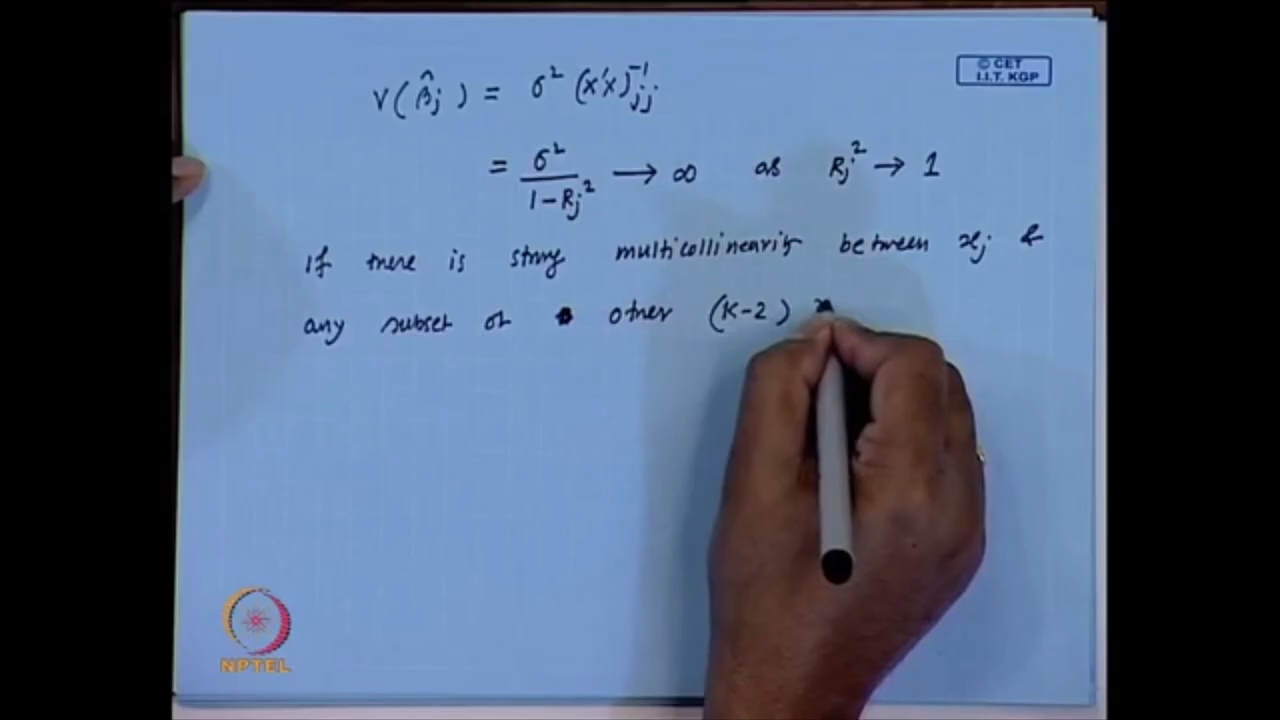 © CET
I.I.T. KGP
V(β̂j) = σ² (X'X)⁻¹jj
= σ² / (1 - Rj²) → ∞ as Rj² → 1
If there is strong multicollinearity between xj &
any subset of other (K-2)
NPTEL